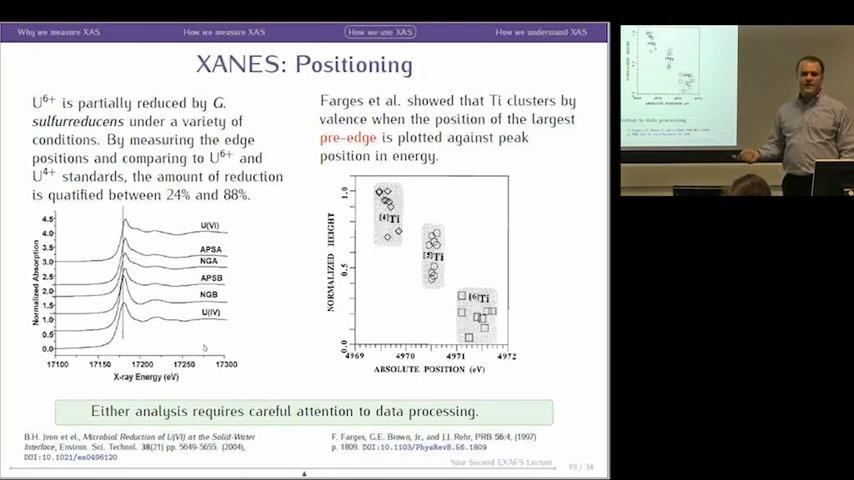 Why we measure XAS
How we measure XAS
How we use XAS
How we understand XAS
XANES: Positioning
U6+ is partially reduced by G.
sulfurreducens under a variety of
conditions. By measuring the edge
positions and comparing to U6+ and
U4+ standards, the amount of reduction
is quatified between 24% and 88%.
4.5
4.0
3.5
3.0
2.5
2.0
1.5
1.0
0.5
0.0
Normalized Absorption
U(VI)
APSA
NGA
APSB
NGB
U(IV)
17100 17150 17200 17250 17300
X-ray Energy (eV)
Farges et al. showed that Ti clusters by
valence when the position of the largest
pre-edge is plotted against peak
position in energy.
1.0
0.5
0.0
NORMALIZED HEIGHT
[4]Ti
[5]Ti
[6]Ti
4969 4970 4971 4972
ABSOLUTE POSITION (eV)
Either analysis requires careful attention to data processing.
B.H. Jeon et al., Microbial Reduction of U(VI) at the Solid-Water
Interface, Environ. Sci. Technol. 38(21) pp. 5649-5655. (2004),
DOI:10.1021/es0496120
F. Farges, G.E. Brown, Jr., and J.J. Rehr, PRB 56:4, (1997)
p. 1809. DOI:10.1103/PhysRevB.56.1809
Your Second EXAFS Lecture
19 / 34
ABSOLUTE POSITION (eV)